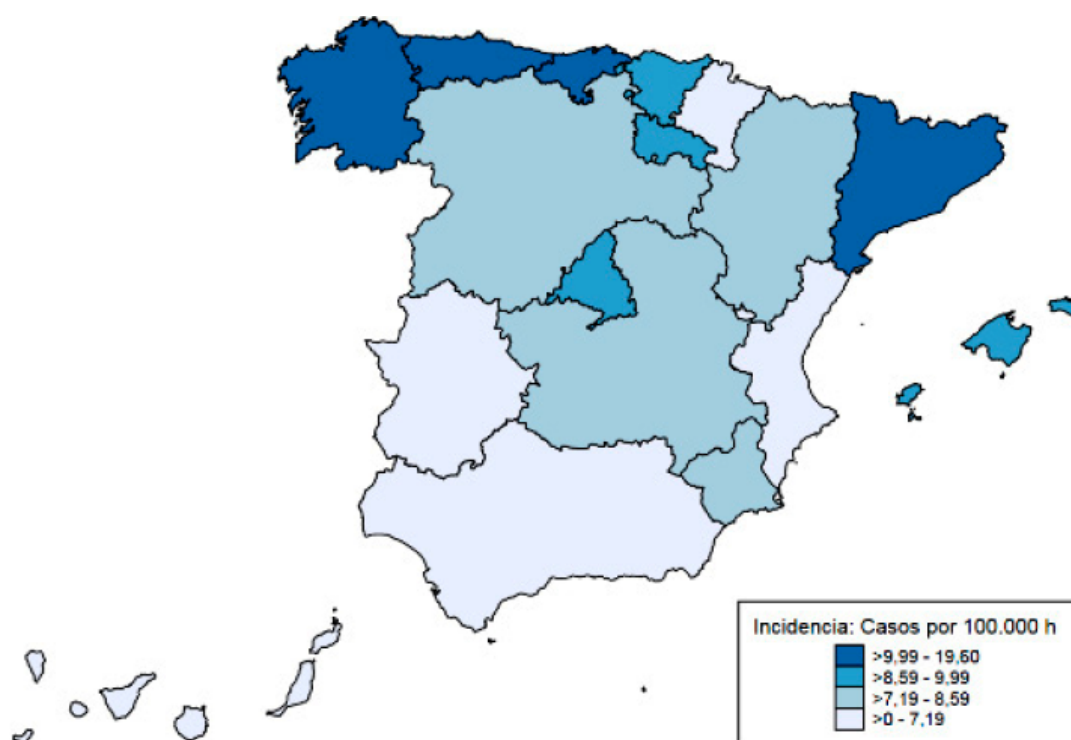 Incidencia: Casos por 100.000 h
>9,99 - 19,60
>8,59 - 9,99
>7,19 - 8,59
>0 - 7,19